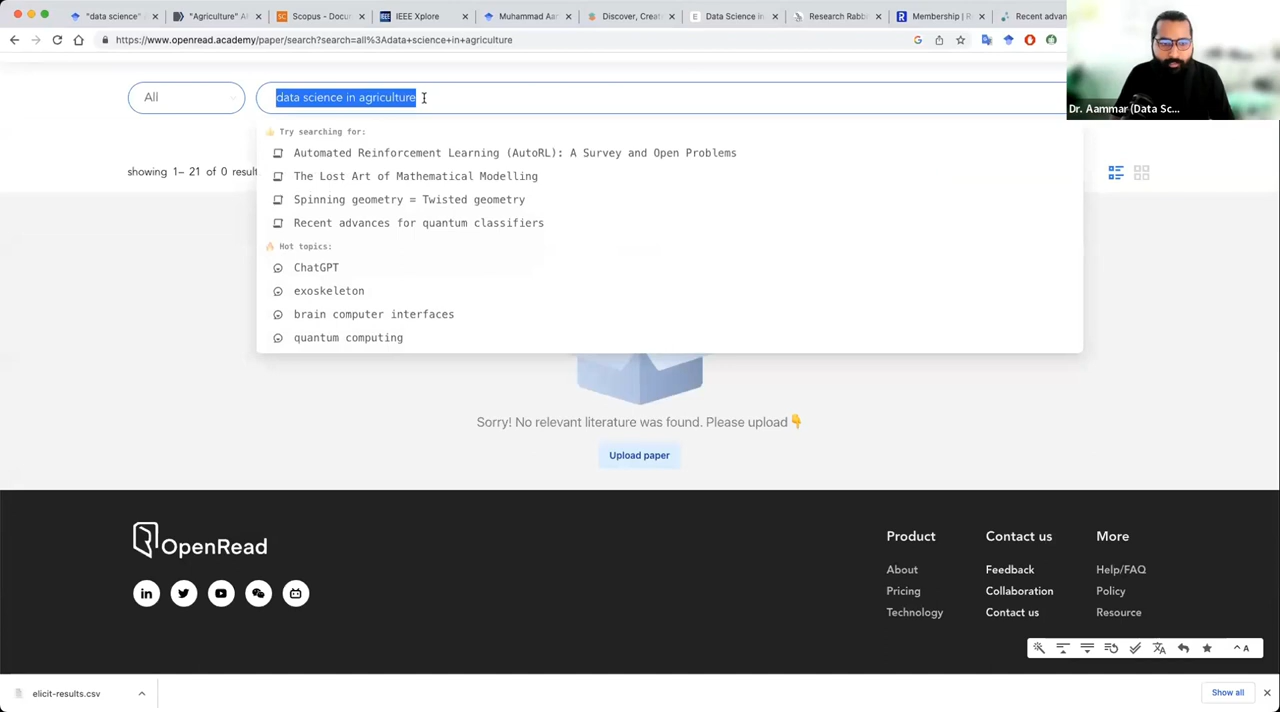 "data science" a
"Agriculture" A
Scopus - Docu
IEEE Xplore
Muhammad Aa
Discover, Creat
Data Science in
Research Rabb
Membership | R
Recent advan
https://www.openread.academy/paper/search?search=all%3Adata+science+in+agriculture
All
data science in agriculture
Dr. Aammar (Data Sc...
👍 Try searching for:
Automated Reinforcement Learning (AutoRL): A Survey and Open Problems
The Lost Art of Mathematical Modelling
Spinning geometry = Twisted geometry
Recent advances for quantum classifiers
🔥 Hot topics:
ChatGPT
exoskeleton
brain computer interfaces
quantum computing
showing 1– 21 of 0 result
Sorry! No relevant literature was found. Please upload👇
Upload paper
OpenRead
Product
About
Pricing
Technology
Contact us
Feedback
Collaboration
Contact us
More
Help/FAQ
Policy
Resource
elicit-results.csv
Show all